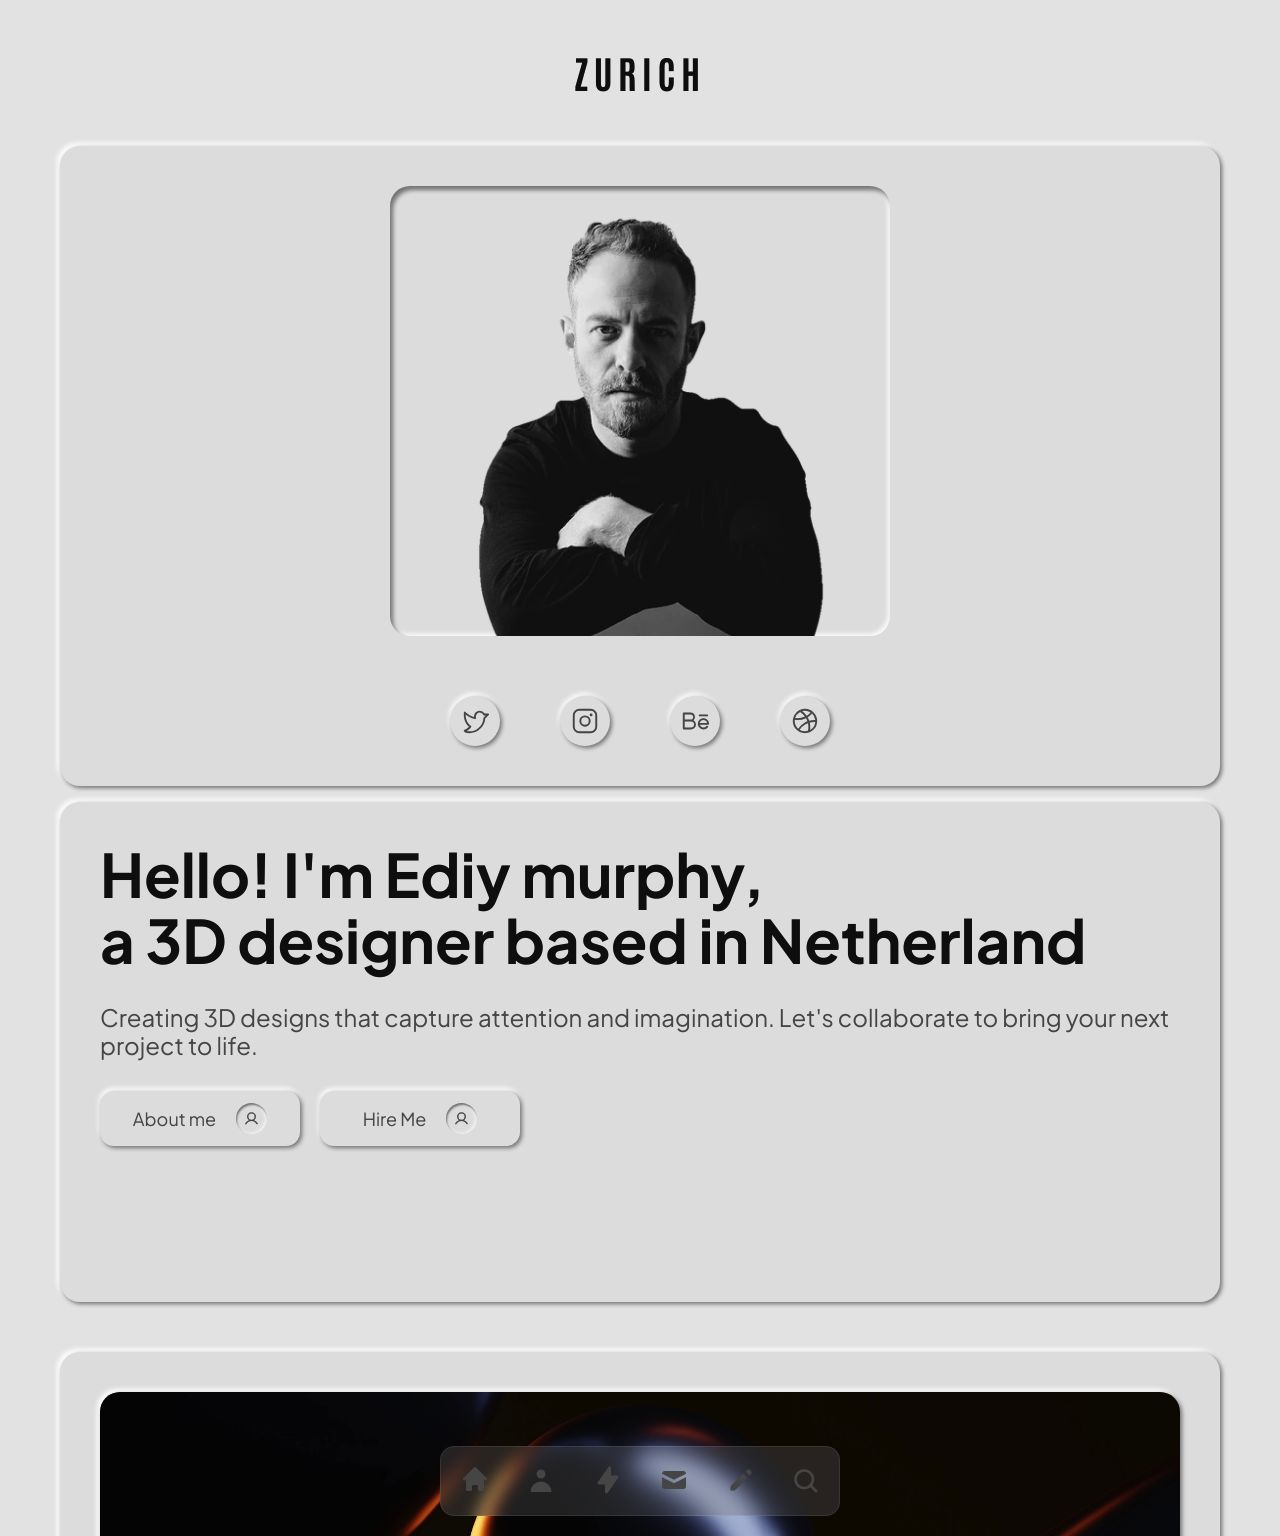 ZURICH
Hello! I'm Ediy murphy,
a 3D designer based in Netherland
Creating 3D designs that capture attention and imagination. Let's collaborate to bring your next
project to life.
About me
Hire Me